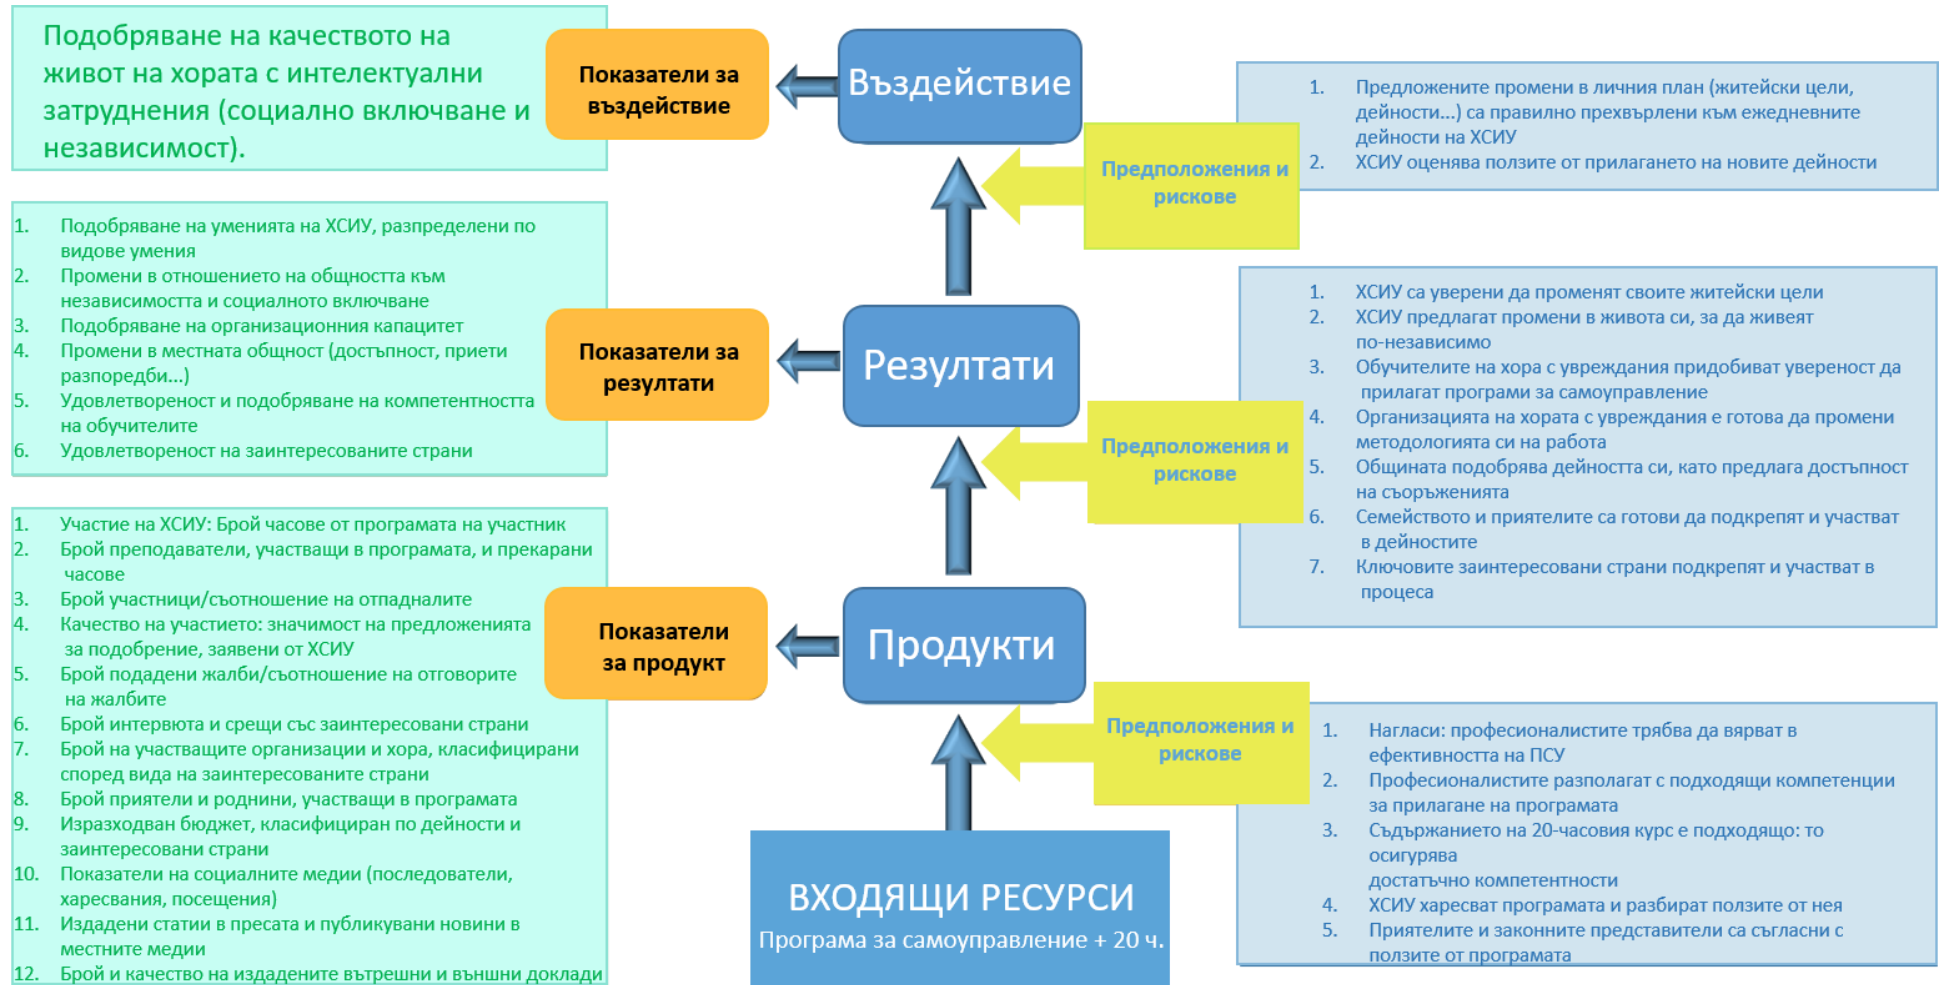 Подобряване на качеството на
живот на хората с интелектуални
затруднения (социално включване и
независимост).
Показатели за
въздействие
Въздействие
1. Предложените промени в личния план (житейски цели,
дейности...) са правилно прехвърлени към ежедневните
дейности на ХСИУ
2. ХСИУ оценява ползите от прилагането на новите дейности
Предположения и
рискове
1. Подобряване на уменията на ХСИУ, разпределени по
видове умения
2. Промени в отношението на общността към
независимостта и социалното включване
3. Подобряване на организационния капацитет
4. Промени в местната общност (достъпност, приети
разпоредби...)
5. Удовлетвореност и подобряване на компетентността
на обучителите
6. Удовлетвореност на заинтересованите страни
Показатели за
резултати
Резултати
1. ХСИУ са уверени да променят своите житейски цели
2. ХСИУ предлагат промени в живота си, за да живеят
по-независимо
3. Обучителите на хора с увреждания придобиват увереност да
прилагат програми за самоуправление
4. Организацията на хората с увреждания е готова да промени
методологията си на работа
5. Общината подобрява дейността си, като предлага достъпност
на съоръженията
6. Семейството и приятелите са готови да подкрепят и участват
в дейностите
7. Ключовите заинтересовани страни подкрепят и участват в
процеса
Предположения и
рискове
1. Участие на ХСИУ: Брой часове от програмата на участник
2. Брой преподаватели, участващи в програмата, и прекарани
часове
3. Брой участници/съотношение на отпадналите
4. Качество на участието: значимост на предложенията
за подобрение, заявени от ХСИУ
5. Брой подадени жалби/съотношение на отговорите
на жалбите
6. Брой интервюта и срещи със заинтересовани страни
7. Брой на участващите организации и хора, класифицирани
според вида на заинтересованите страни
8. Брой приятели и роднини, участващи в програмата
9. Изразходван бюджет, класифициран по дейности и
заинтересовани страни
10. Показатели на социалните медии (последователи,
харесвания, посещения)
11. Издадени статии в пресата и публикувани новини в
местните медии
12. Брой и качество на издадените вътрешни и външни доклади
Показатели
за продукт
Продукти
Предположения и
рискове
1. Нагласи: професионалистите трябва да вярват в
ефективността на ПСУ
2. Професионалистите разполагат с подходящи компетенции
за прилагане на програмата
3. Съдържанието на 20-часовия курс е подходящо: то
осигурява
достатъчно компетентности
4. ХСИУ харесват програмата и разбират ползите от нея
5. Приятелите и законните представители са съгласни с
ползите от програмата
ВХОДЯЩИ РЕСУРСИ
Програма за самоуправление + 20 ч.